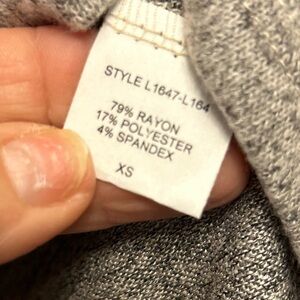 STYLE L1647-L164
79% RAYON
17% POLYESTER
4% SPANDEX
XS